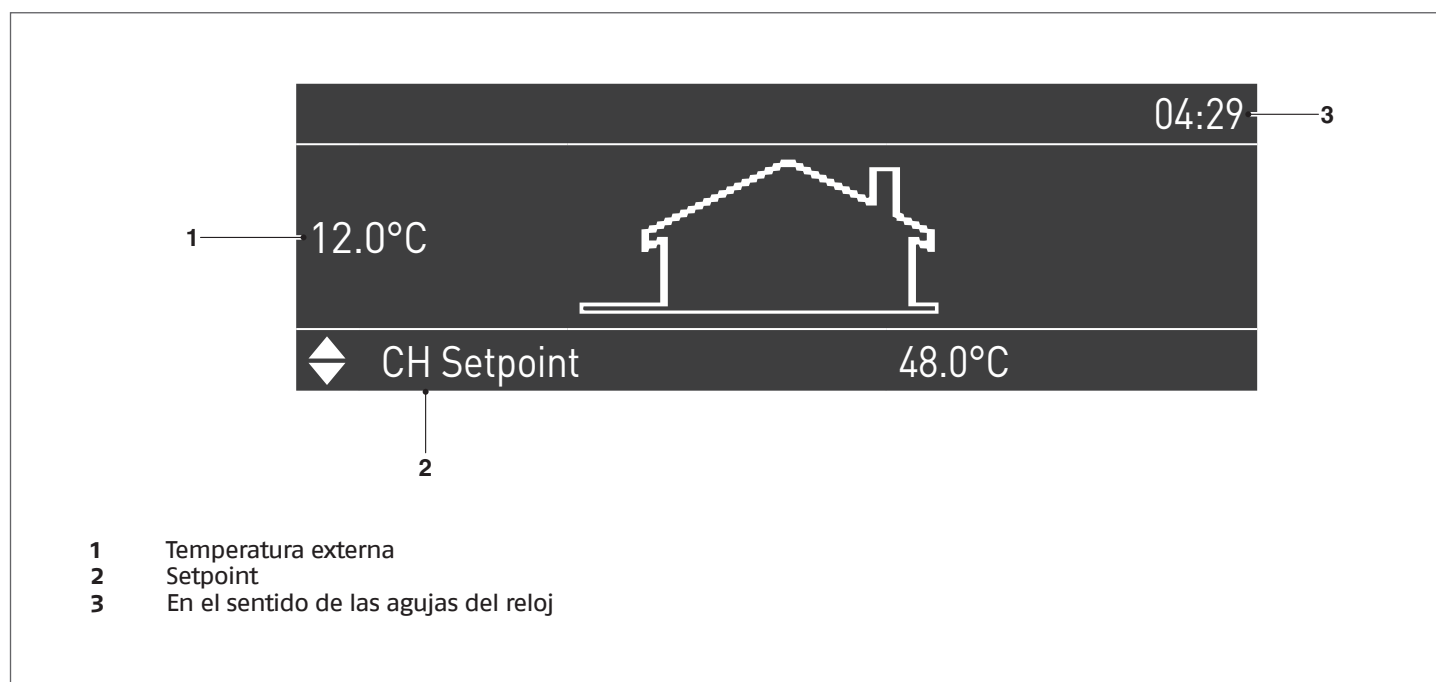 04:29
3
1
12.0°C
CH Setpoint 48.0°C
2
1 Temperatura externa
2 Setpoint
3 En el sentido de las agujas del reloj